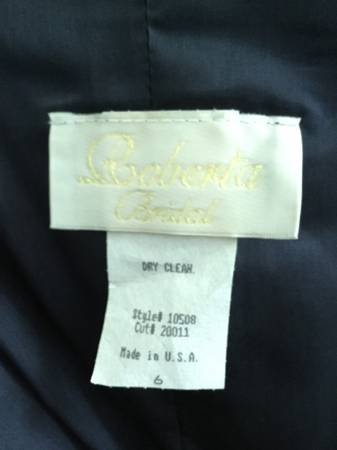 Roberta
Bridal
DRY CLEAN
Style# 10508
Cut# 20011
Made in U.S.A.
6